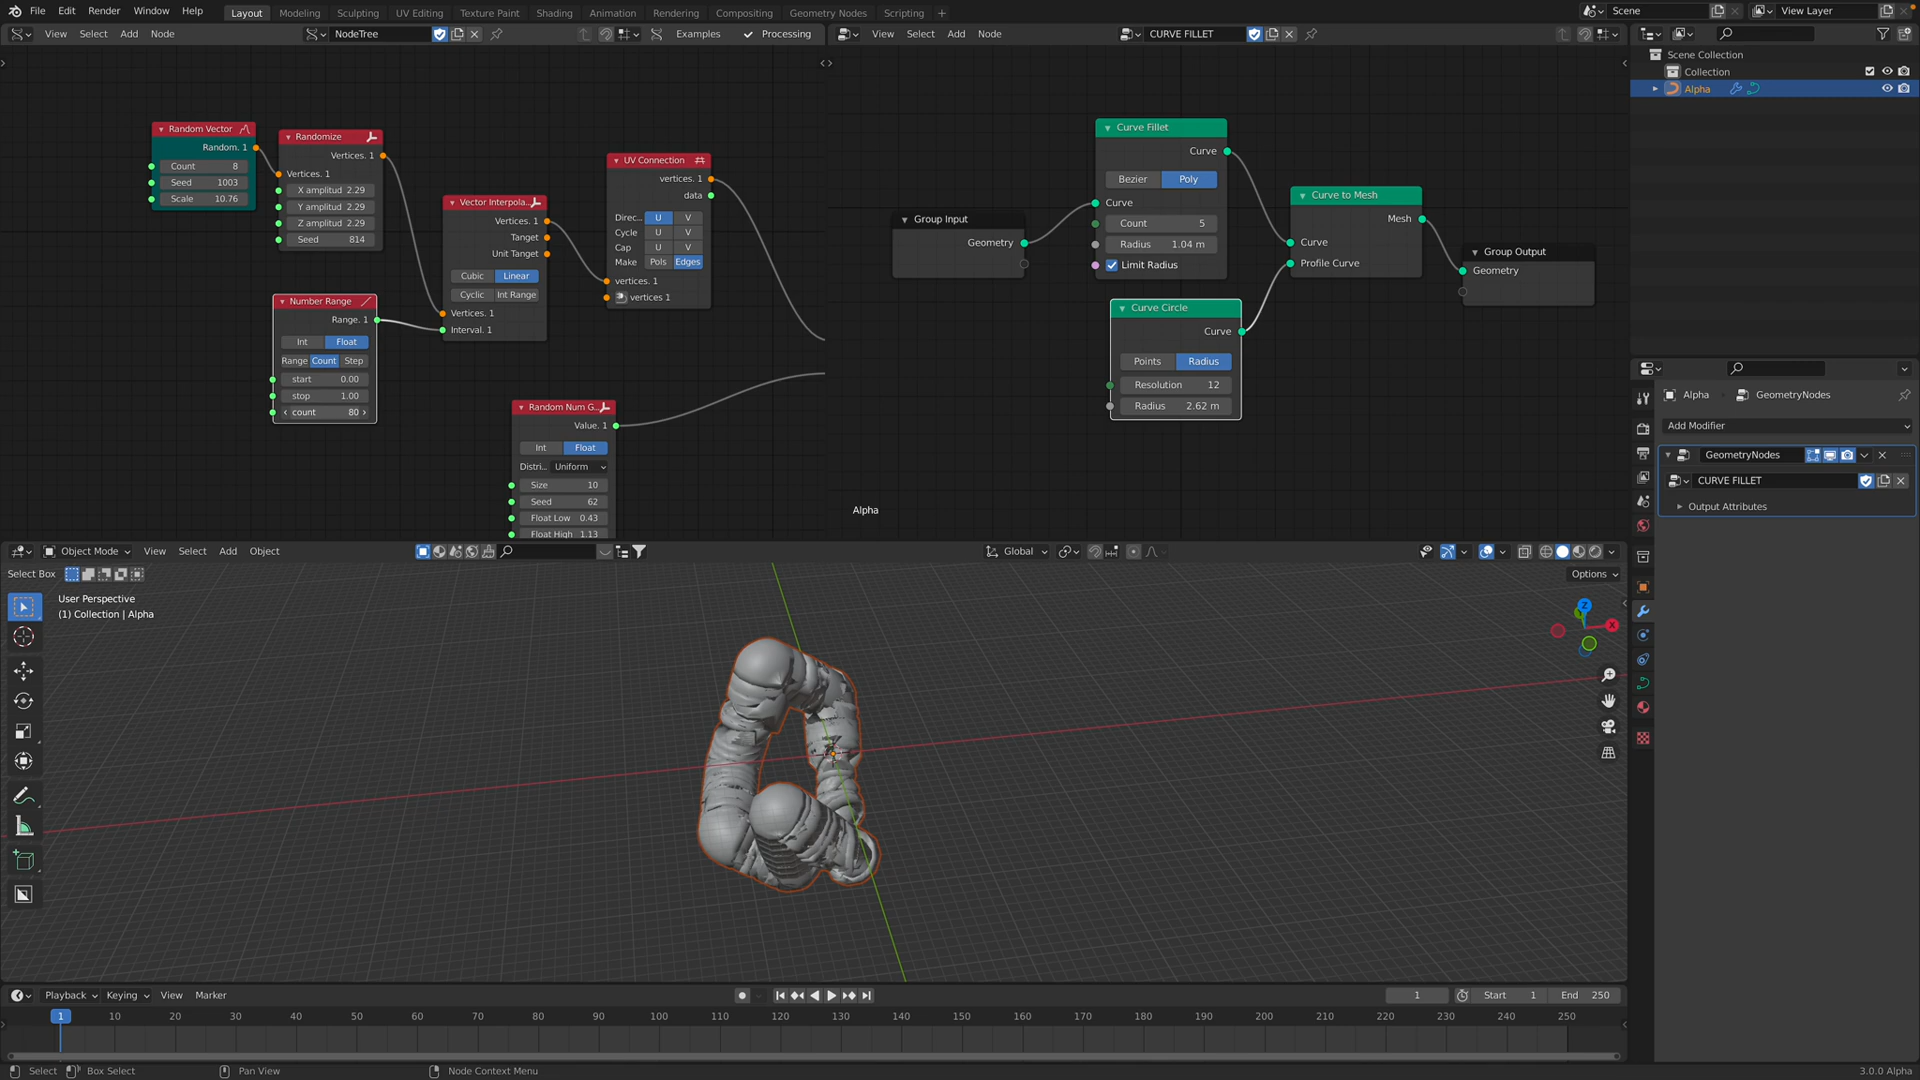 File Edit Render Window Help Layout Modeling Sculpting UV Editing Texture Paint Shading Animation Rendering Compositing Geometry Nodes Scripting + Scene View Layer
View Select Add Node NodeTree Examples Processing
View Select Add Node CURVE FILLET
Scene Collection
Collection
Alpha
Random Vector
Random. 1
Count 8
Seed 1003
Scale 10.76
Randomize
Vertices. 1
Vertices. 1
X amplitud 2.29
Y amplitud 2.29
Z amplitud 2.29
Seed 814
Vector Interpola..
Vertices. 1
Tanget
Unit Tanget
Cubic Linear
Cyclic Int Range
Vertices. 1
Interval. 1
UV Connection
vertices. 1
data
Direc... U V
Cycle U V
Cap U V
Make Pols Edges
vertices. 1
vertices 1
Number Range
Range. 1
Int Float
Range Count Step
start 0.00
stop 1.00
count 80
Random Num G..
Value. 1
Int Float
Distri.. Uniform
Size 10
Seed 62
Float Low 0.43
Float High 1.13
Group Input
Geometry
Curve Fillet
Curve
Bezier Poly
Curve
Count 5
Radius 1.04 m
Limit Radius
Curve Circle
Curve
Points Radius
Resolution 12
Radius 2.62 m
Curve to Mesh
Mesh
Curve
Profile Curve
Group Output
Geometry
Alpha
Alpha GeometryNodes
Add Modifier
GeometryNodes
CURVE FILLET
Output Attributes
Object Mode View Select Add Object Global
Select Box Options
User Perspective
(1) Collection | Alpha
Z
X
Playback Keying View Marker 1 Start 1 End 250
1 10 20 30 40 50 60 70 80 90 100 110 120 130 140 150 160 170 180 190 200 210 220 230 240 250
Select Box Select Pan View Node Context Menu 3.0.0 Alpha